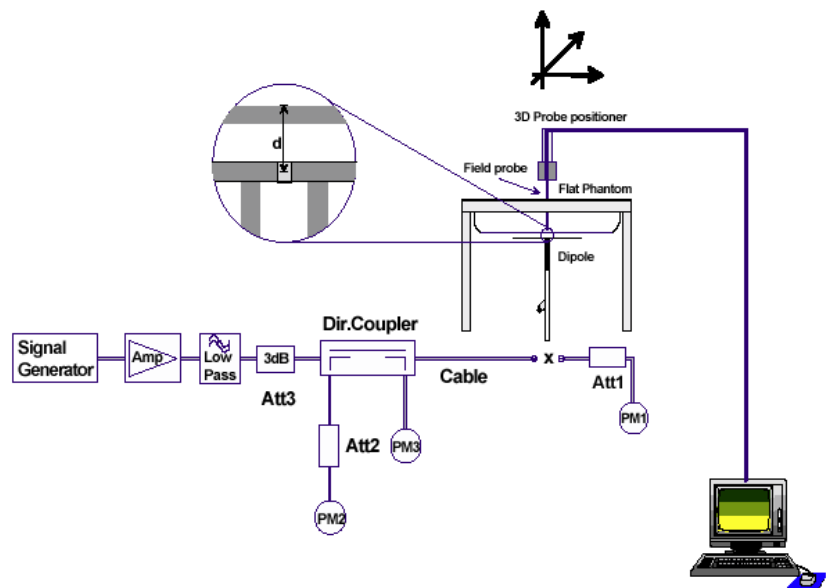 3D Probe positioner
d
Field probe
Flat Phantom
Dipole
Dir.Coupler
Signal
Generator
Amp
Low
Pass
3dB
Att3
Cable
x
Att1
PM1
Att2
PM3
PM2